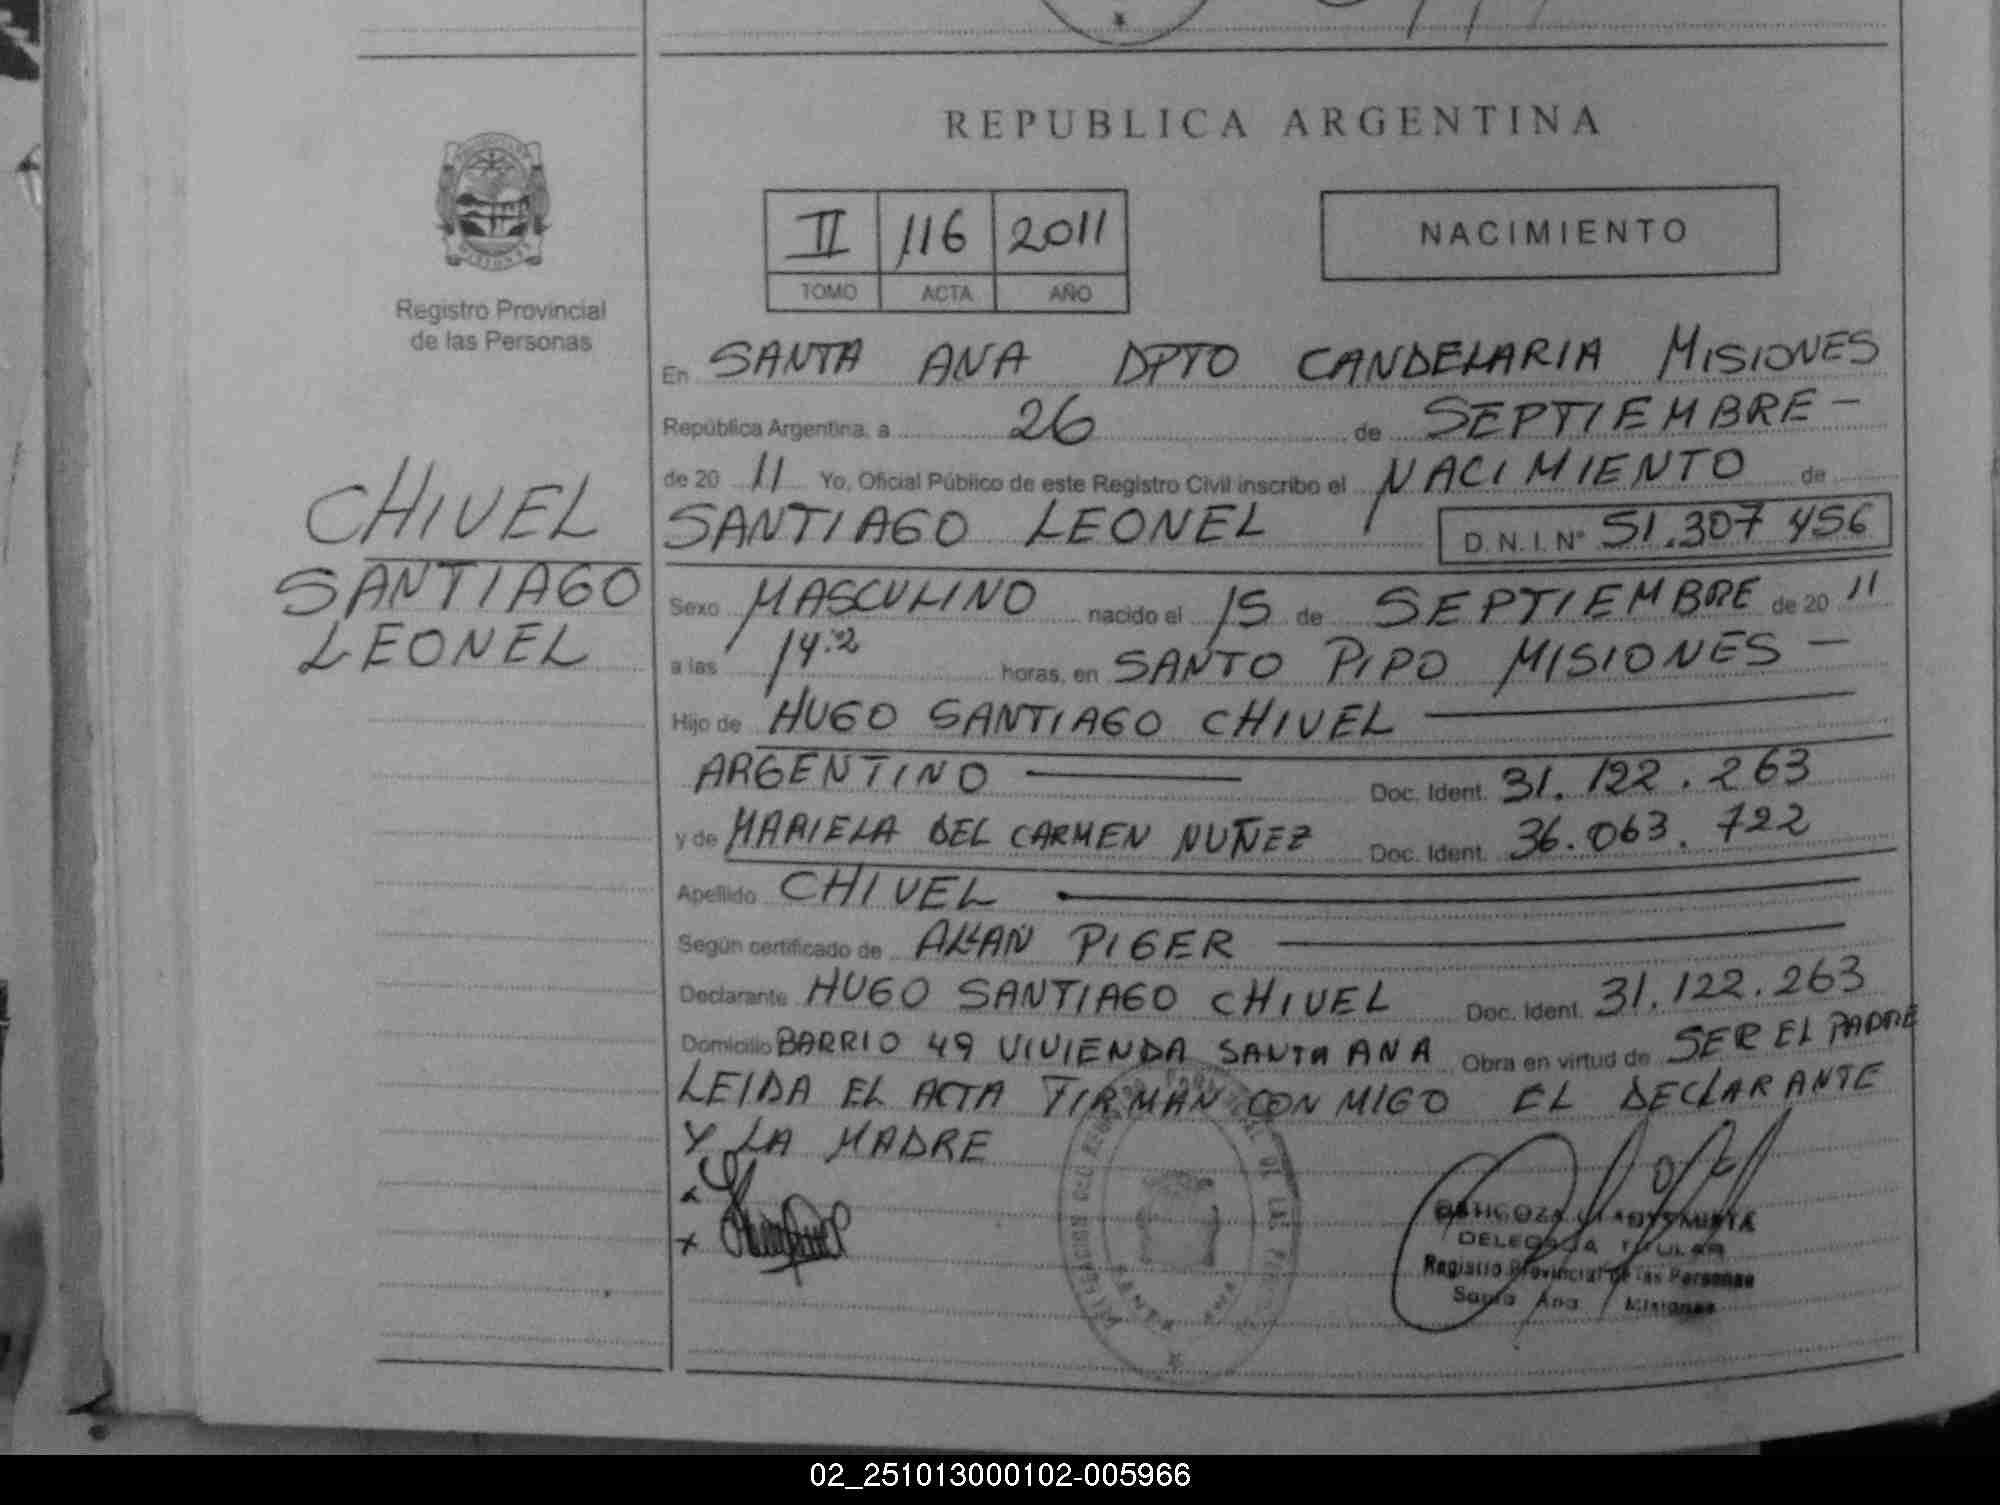 REPUBLICA ARGENTINA
II 116 2011
TOMO ACTA AÑO
NACIMIENTO
Registro Provincial
de las Personas
CHIVEL
SANTIAGO
LEONEL
En SANTA ANA DPTO CANDELARIA MISIONES
República Argentina, a 26 de SEPTIEMBRE -
de 20 11 Yo, Oficial Público de este Registro Civil inscribo el NACIMIENTO de
SANTIAGO LEONEL D.N.I. Nº 51.307 456
Sexo MASCULINO nacido el 15 de SEPTIEMBRE de 20 11
a las 14:2 horas, en SANTO PIPO MISIONES -
Hijo de HUGO SANTIAGO CHIVEL
ARGENTINO Doc. Ident. 31.122.263
y de MARIELA DEL CARMEN NUÑEZ Doc. Ident. 36.063.722
Apellido CHIVEL
Según certificado de ALLAN PIGER
Declarante HUGO SANTIAGO CHIVEL Doc. Ident. 31.122.263
Domicilio BARRIO 49 VIVIENDA SANTA ANA Obra en virtud de SER EL PADRE
LEIDA EL ACTA FIRMAN CONMIGO EL DECLARANTE
Y LA MADRE
x
x
DELEGADA TITULAR
Registro Provincial de las Personas
Santa Ana Misiones
SANTA ANA
02_251013000102-005966